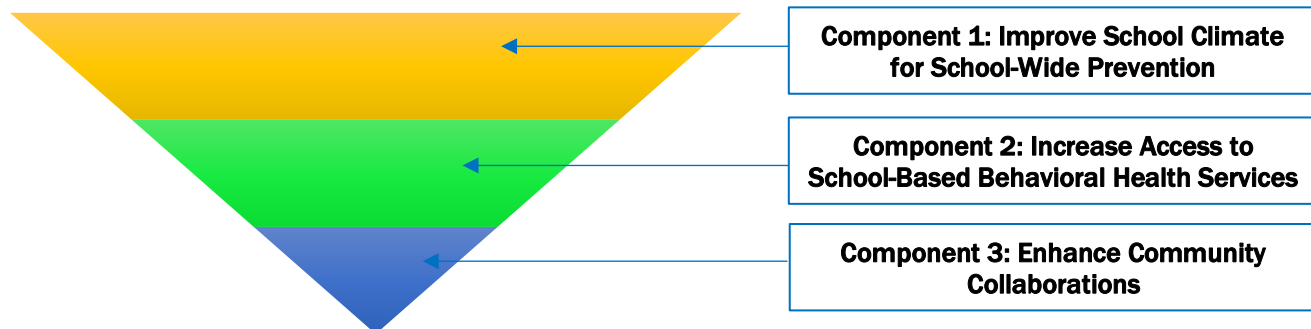 Component 1: Improve School Climate
for School-Wide Prevention
Component 2: Increase Access to
School-Based Behavioral Health Services
Component 3: Enhance Community
Collaborations